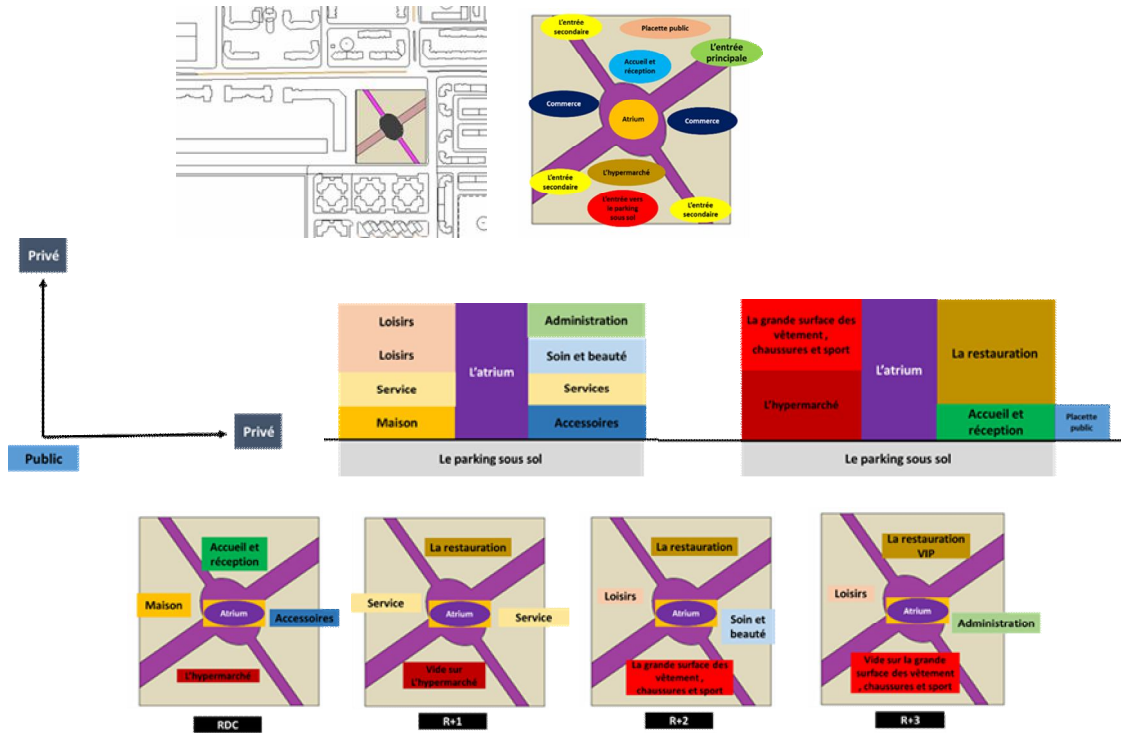 L'entrée
secondaire
Placette public
L'entrée
principale
Accueil et
réception
Commerce
Atrium
Commerce
L'hypermarché
L'entrée
secondaire
L'entrée vers
le parking
sous sol
L'entrée
secondaire
Privé
Privé
Public
Loisirs
Loisirs
Service
Maison
L'atrium
Administration
Soin et beauté
Services
Accessoires
Le parking sous sol
La grande surface des
vêtement ,
chaussures et sport
L'hypermarché
L'atrium
La restauration
Accueil et
réception
Placette
public
Le parking sous sol
Accueil et
réception
Maison
Atrium
Accessoires
L'hypermarché
RDC
La restauration
Service
Atrium
Service
Vide sur
L'hypermarché
R+1
La restauration
Loisirs
Atrium
Soin et
beauté
La grande surface des
vêtement ,
chaussures et sport
R+2
La restauration
VIP
Loisirs
Atrium
Administration
Vide sur la grande
surface des vêtement
, chaussures et sport
R+3